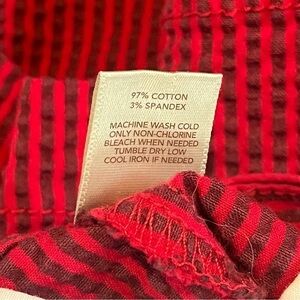 97% COTTON
3% SPANDEX
MACHINE WASH COLD
ONLY NON-CHLORINE
BLEACH WHEN NEEDED
TUMBLE DRY LOW
COOL IRON IF NEEDED